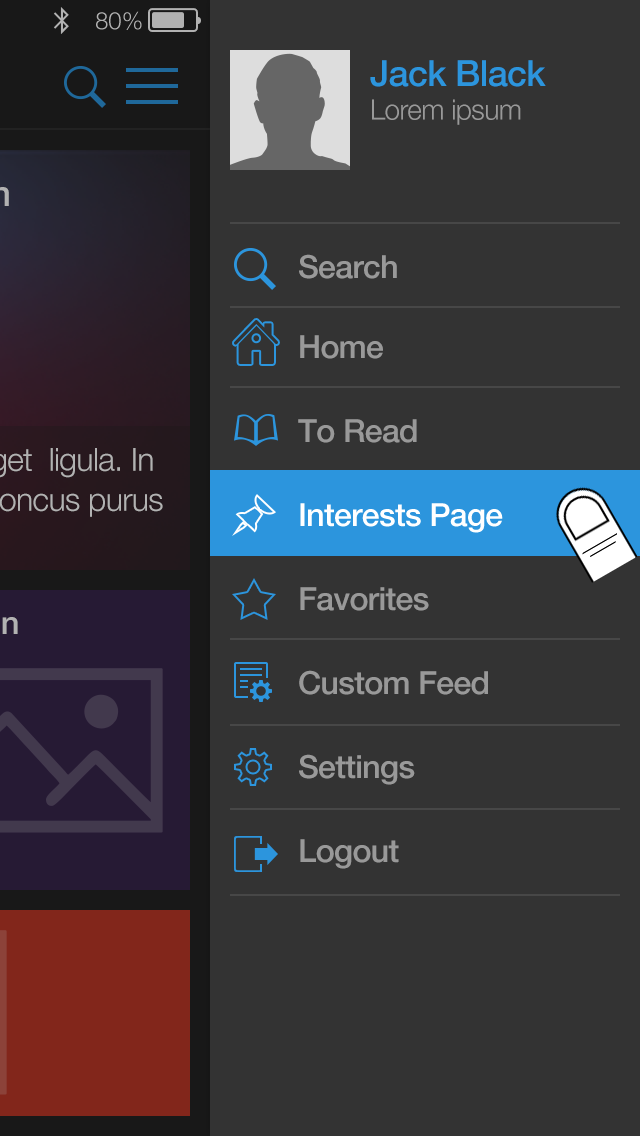 80%
Jack Black
Lorem ipsum
Search
Home
To Read
Interests Page
Favorites
Custom Feed
Settings
Logout
n
get ligula. In
oncus purus
n